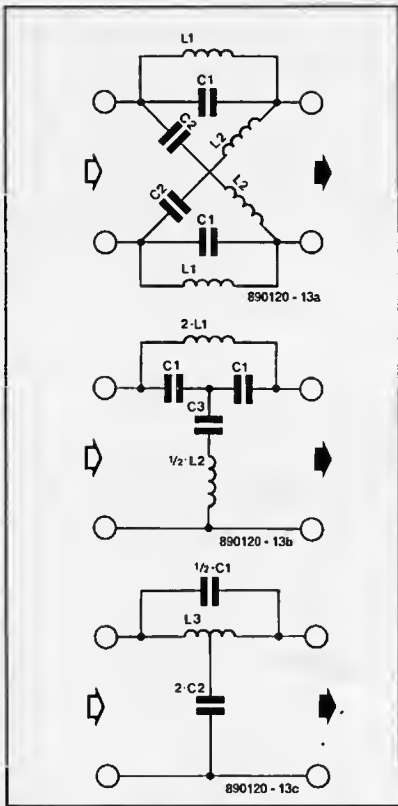 L1
C1
C2
L2
C2
L2
C1
L1
890120 - 13a
2·L1
C1
C1
C3
1/2·L2
890120 - 13b
1/2·C1
L3
2·C2
890120 - 13c